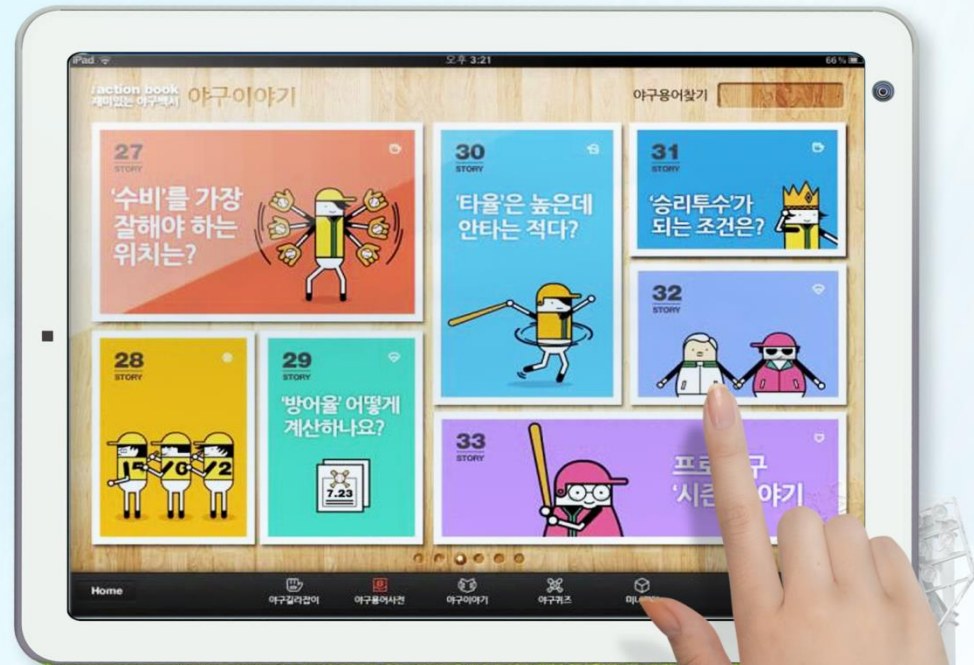 iPad
오후 3:21
66%
action book
재미있는 야구백서
야구이야기
야구용어찾기
27
STORY
'수비'를 가장
잘해야 하는
위치는?
28
STORY
29
STORY
'방어율' 어떻게
계산하나요?
7.23
30
STORY
'타율'은 높은데
안타는 적다?
31
STORY
'승리투수'가
되는 조건은?
32
STORY
33
STORY
Home
야구길라잡이
야구용어사전
야구이야기
야구퀴즈